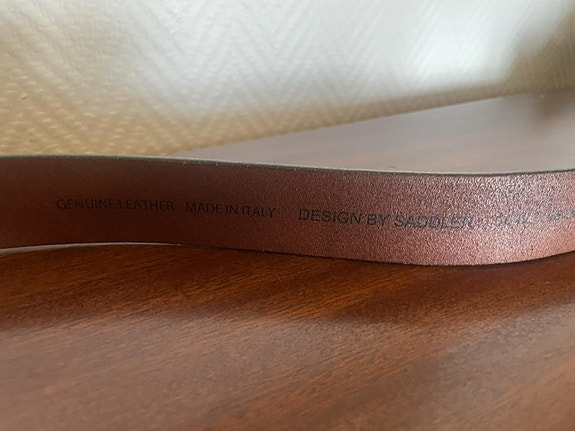 GENUINE LEATHER MADE IN ITALY DESIGN BY SADDLER